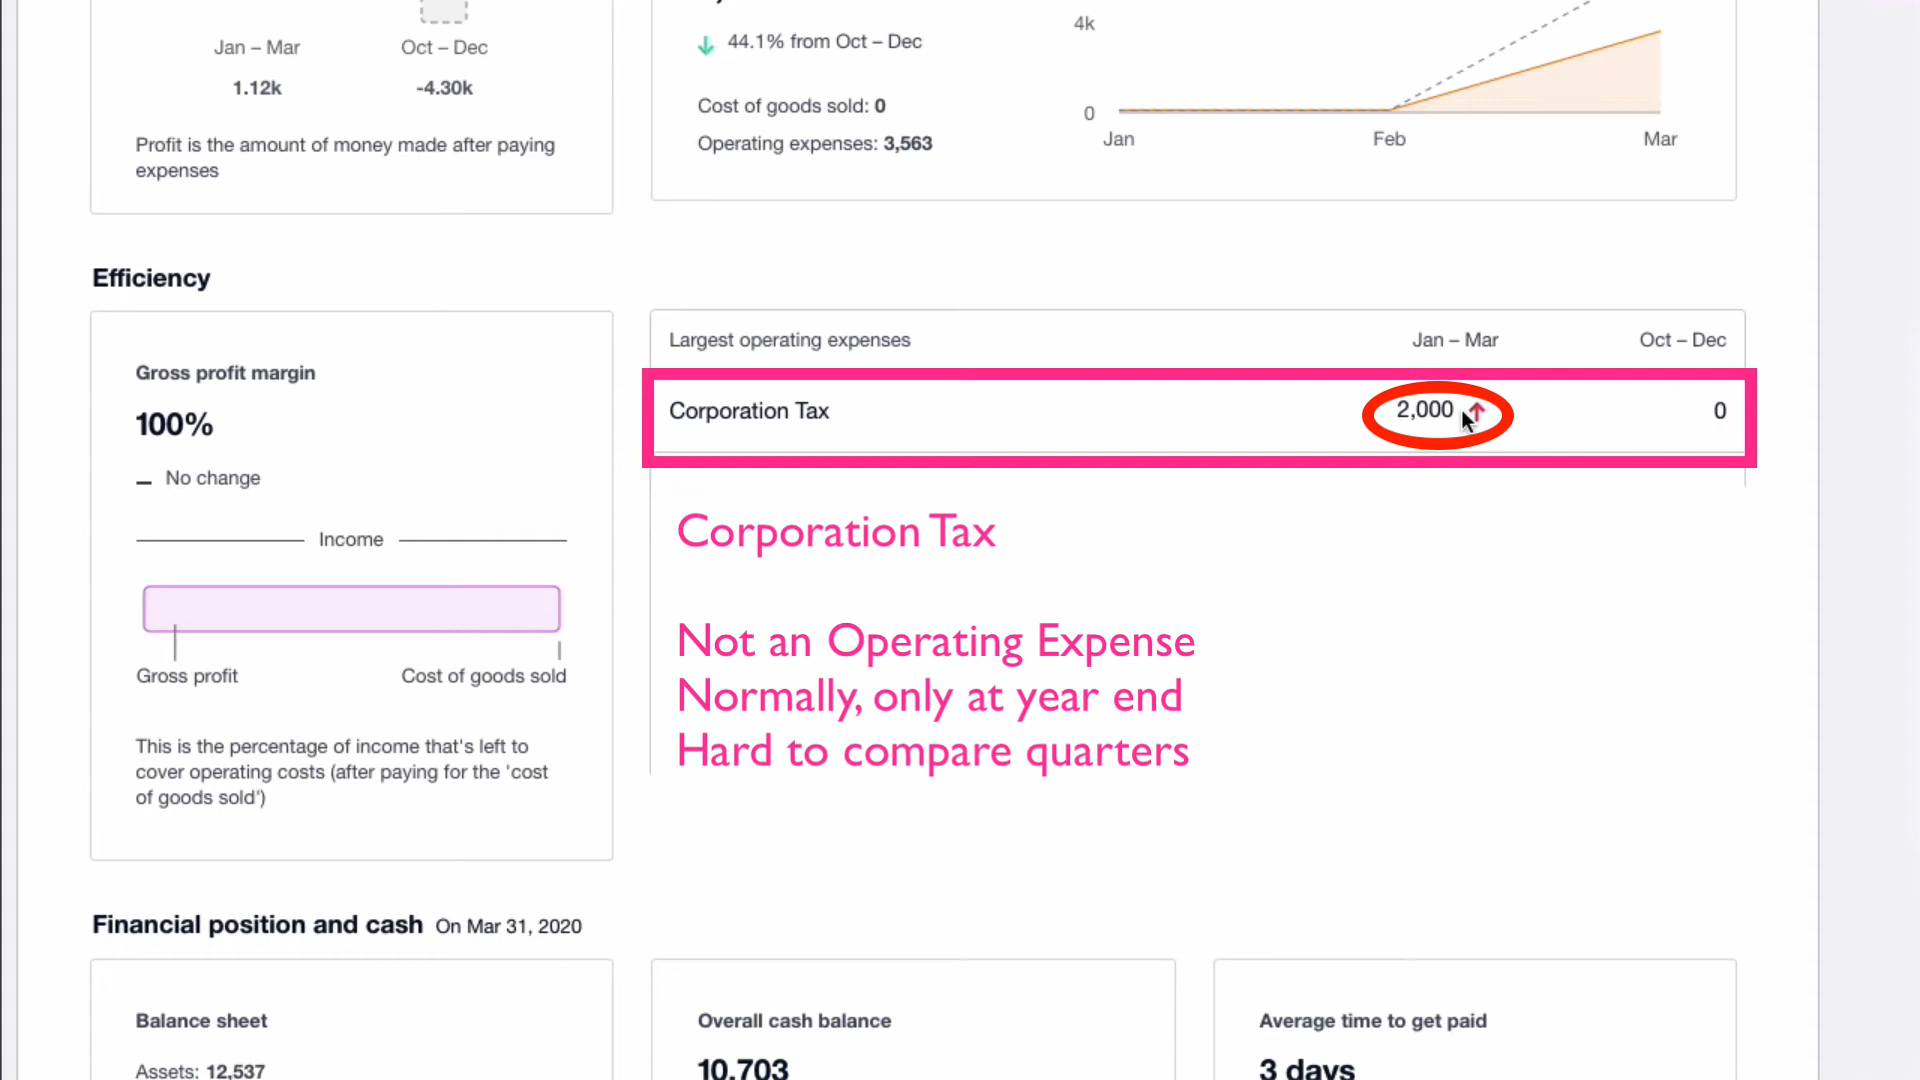 Jan – Mar
Oct – Dec
1.12k
-4.30k
Profit is the amount of money made after paying
expenses
44.1% from Oct – Dec
Cost of goods sold: 0
Operating expenses: 3,563
4k
0
Jan
Feb
Mar
Efficiency
Gross profit margin
100%
No change
Income
Gross profit
Cost of goods sold
This is the percentage of income that's left to
cover operating costs (after paying for the 'cost
of goods sold')
Largest operating expenses
Jan – Mar
Oct – Dec
Corporation Tax
2,000
0
Corporation Tax
Not an Operating Expense
Normally, only at year end
Hard to compare quarters
Financial position and cash On Mar 31, 2020
Balance sheet
Assets: 12,537
Overall cash balance
10,703
Average time to get paid
3 days